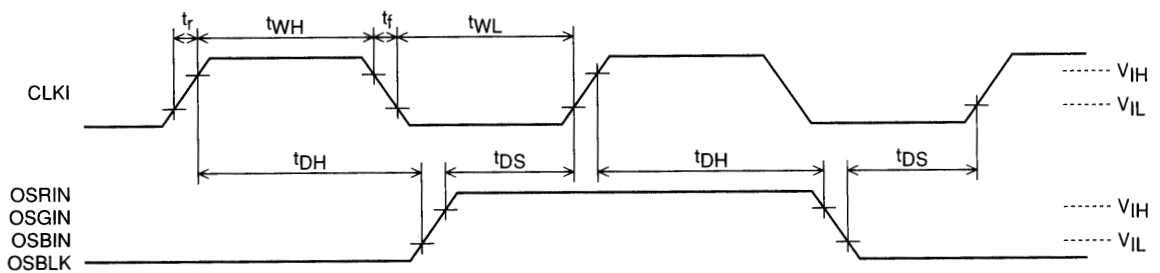 tr tWH tf tWL
CLKI
VIH
VIL
tDH tDS tDH tDS
OSRIN
OSGIN
OSBIN
OSBLK
VIH
VIL